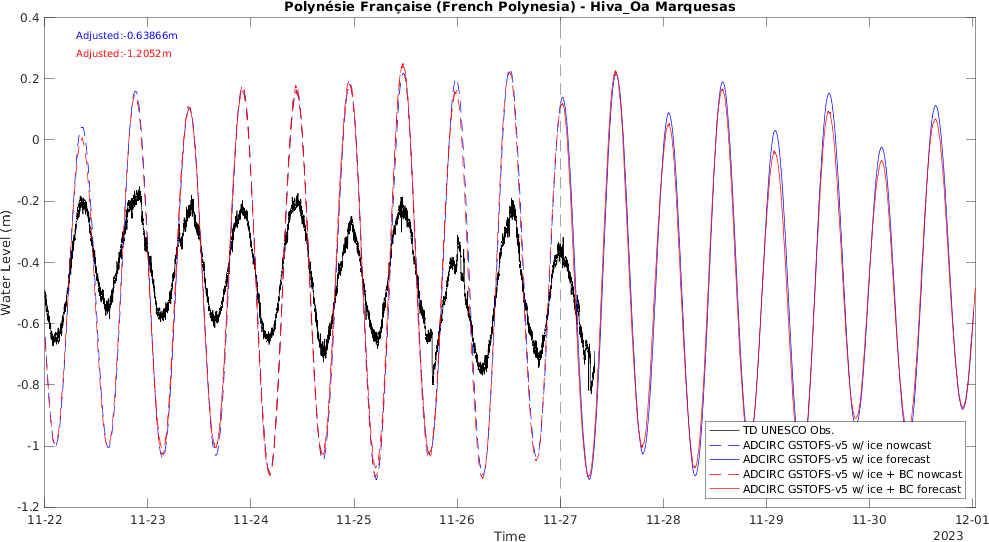 Polynésie Française (French Polynesia) - Hiva_Oa Marquesas
Adjusted:-0.63866m
Adjusted:-1.2052m
Water Level (m)
0.4
0.2
0
-0.2
-0.4
-0.6
-0.8
-1
-1.2
TD UNESCO Obs.
ADCIRC GSTOFS-v5 w/ ice nowcast
ADCIRC GSTOFS-v5 w/ ice forecast
ADCIRC GSTOFS-v5 w/ ice + BC nowcast
ADCIRC GSTOFS-v5 w/ ice + BC forecast
11-22 11-23 11-24 11-25 11-26 11-27 11-28 11-29 11-30 12-01
Time
2023